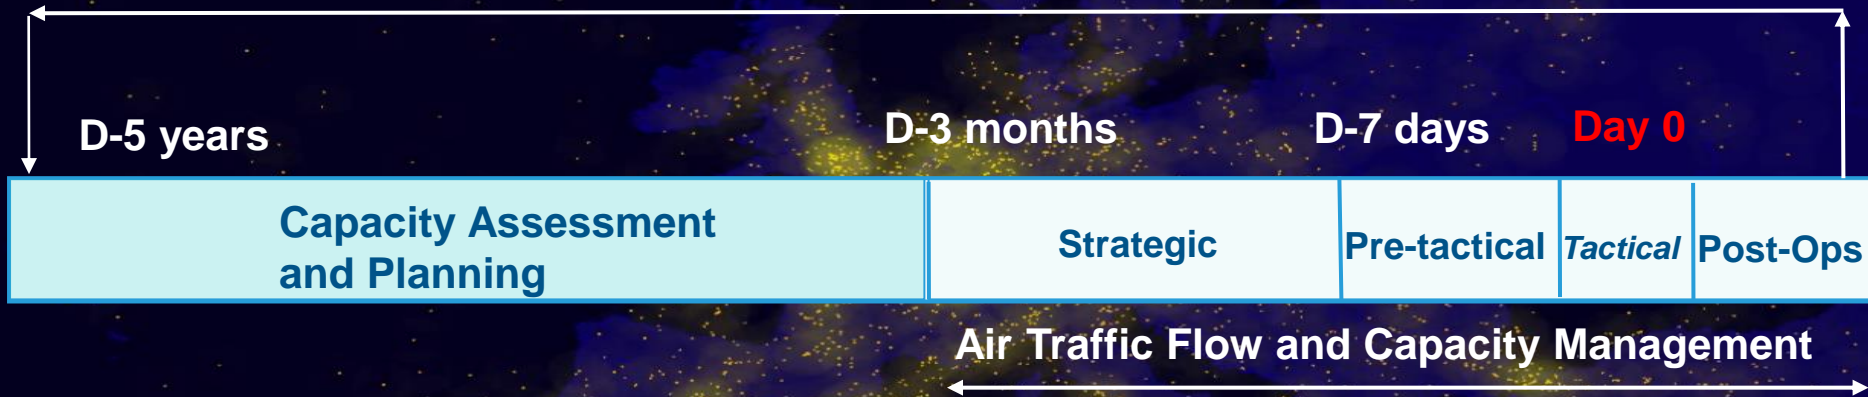 D-5 years
D-3 months
D-7 days
Day 0
Capacity Assessment
and Planning
Strategic
Pre-tactical
Tactical
Post-Ops
Air Traffic Flow and Capacity Management